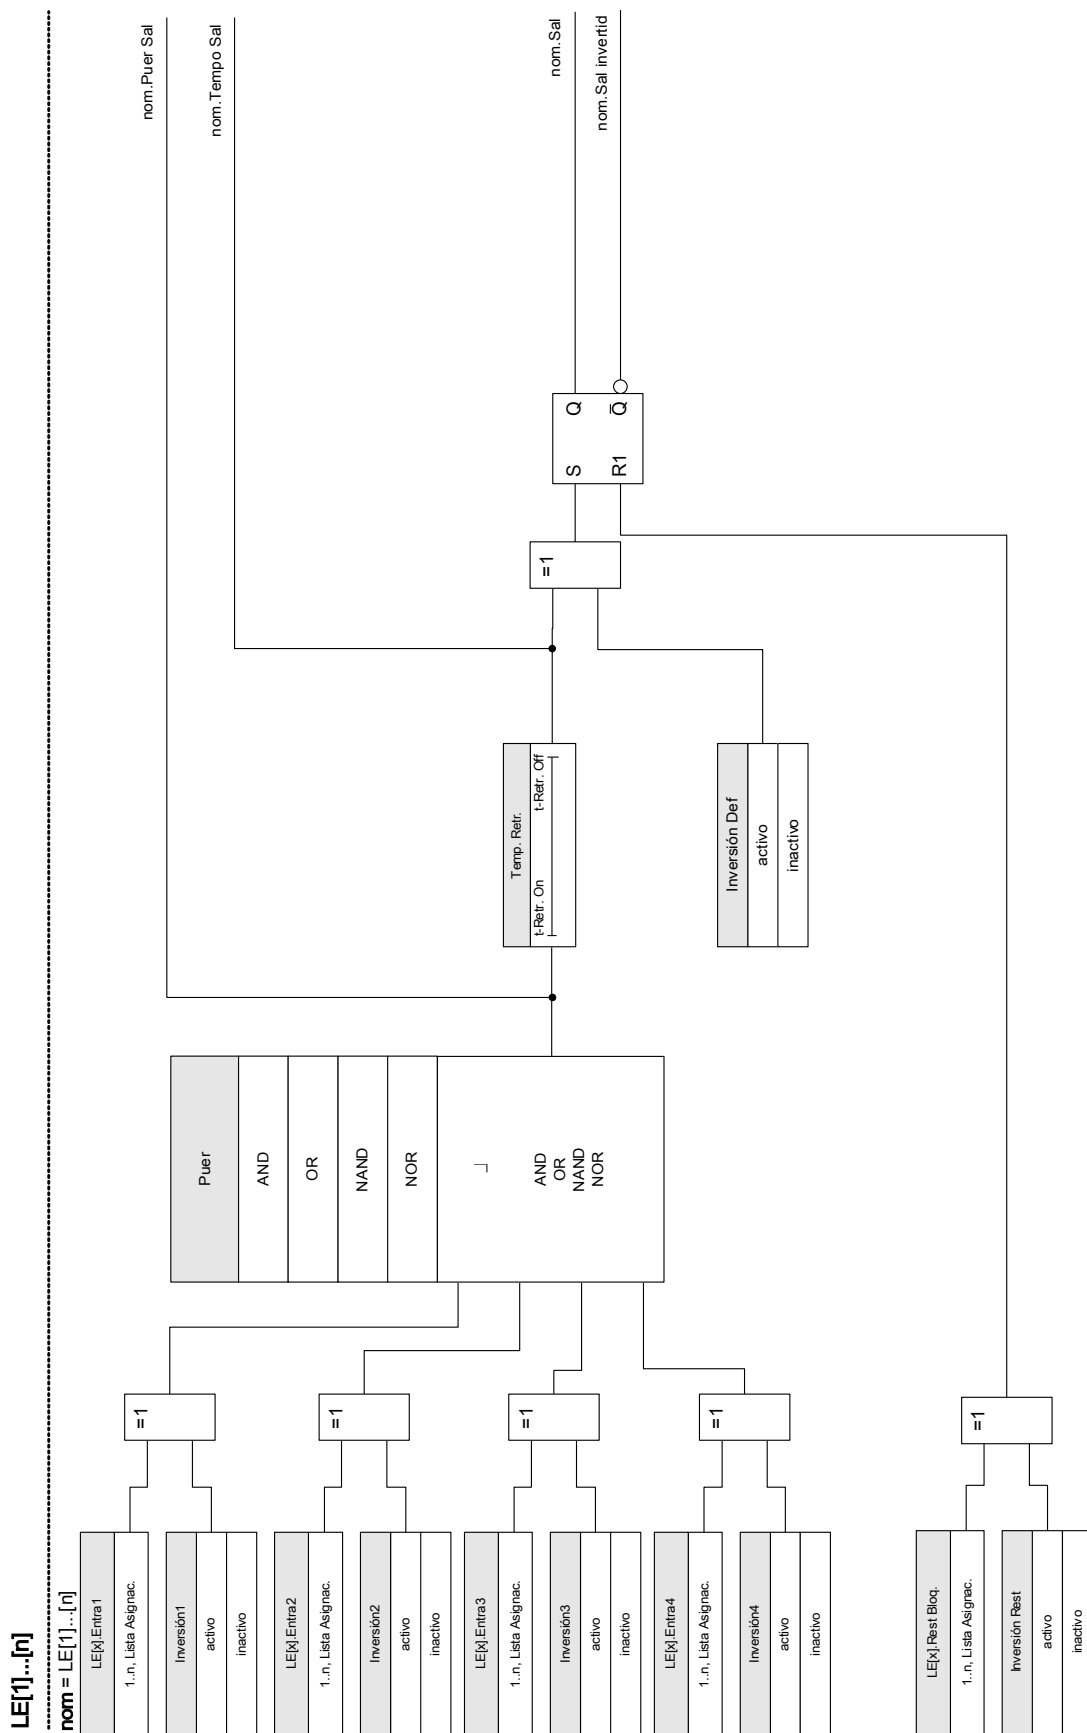 LE[1]...[n]
nom = LE[1]...[n]
LE[x].Entra1
1..n, Lista Asignac.
Inversión1
activo
inactivo
LE[x].Entra2
1..n, Lista Asignac.
Inversión2
activo
inactivo
LE[x].Entra3
1..n, Lista Asignac.
Inversión3
activo
inactivo
LE[x].Entra4
1..n, Lista Asignac.
Inversión4
activo
inactivo
LE[x].Rest Bloq.
1..n, Lista Asignac.
Inversión Rest
activo
inactivo
=1
=1
=1
=1
=1
Puer
AND
OR
NAND
NOR
AND
OR
NAND
NOR
Temp. Retr.
t-Retr. On
t-Retr. Off
Inversión Def
activo
inactivo
=1
S Q
R1 Q̅
nom.Puer Sal
nom.Tempo Sal
nom.Sal
nom.Sal invertid